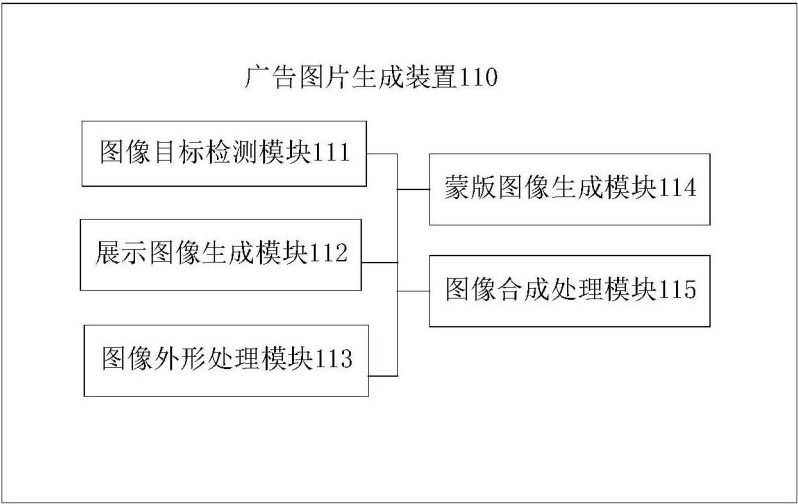 广告图片生成装置110
图像目标检测模块111
蒙版图像生成模块114
展示图像生成模块112
图像合成处理模块115
图像外形处理模块113